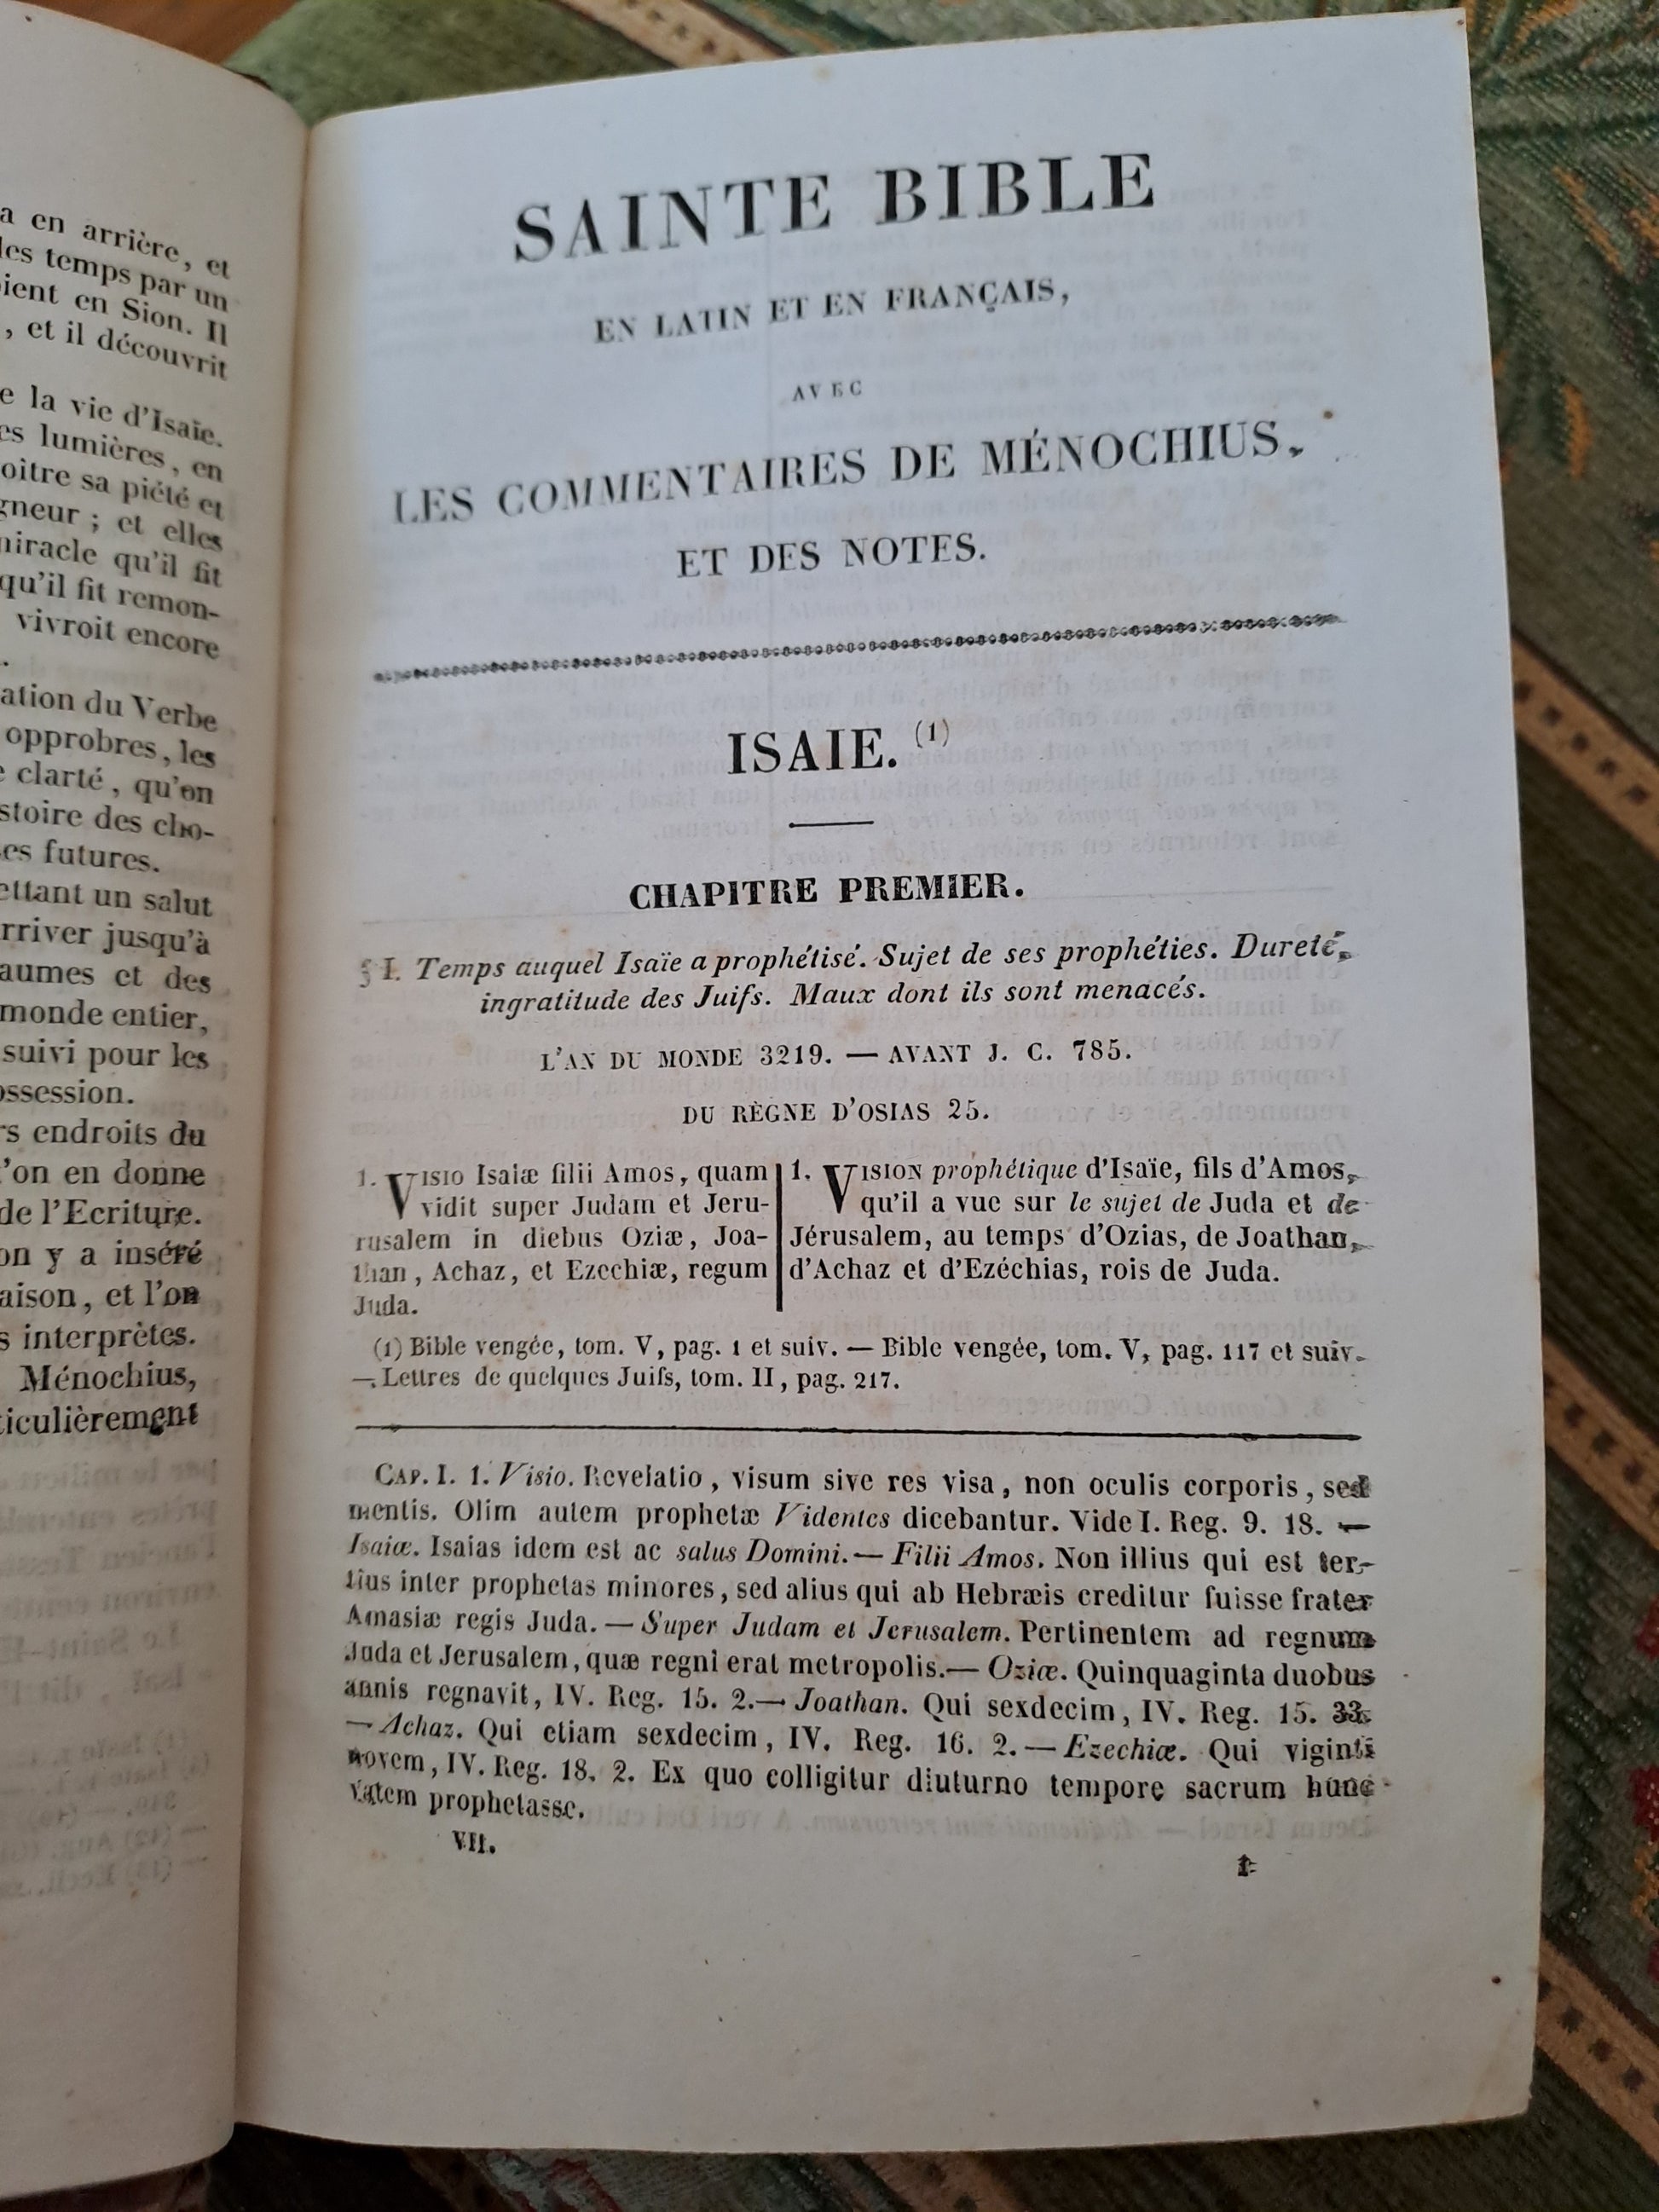 a en arrière, et
les temps par un
oient en Sion. Il
, et il découvrit
e la vie d'Isaïe.
es lumières, en
oitre sa piété et
gneur ; et elles
miracle qu'il fit
qu'il fit remon-
vivroit encore
ation du Verbe
opprobres, les
e clarté, qu'on
stoire des cho-
es futures.
ettant un salut
rriver jusqu'à
aumes et des
monde entier,
suivi pour les
ossession.
rs endroits du
l'on en donne
de l'Ecriture.
on y a inséré
aison, et l'on
s interprètes.
Ménochius,
ticulièrement
SAINTE BIBLE
EN LATIN ET EN FRANÇAIS,
AVEC
LES COMMENTAIRES DE MÉNOCHIUS,
ET DES NOTES.
ISAIE. (1)
CHAPITRE PREMIER.
§ I. Temps auquel Isaïe a prophétisé. Sujet de ses prophéties. Dureté,
ingratitude des Juifs. Maux dont ils sont menacés.
L'AN DU MONDE 3219. — AVANT J. C. 785.
DU RÈGNE D'OSIAS 25.
1. VISIO Isaiæ filii Amos, quam
vidit super Judam et Jeru-
rusalem in diebus Oziæ, Joa-
than, Achaz, et Ezechiæ, regum
Juda.
1. VISION prophétique d'Isaïe, fils d'Amos,
qu'il a vue sur le sujet de Juda et de
Jérusalem, au temps d'Ozias, de Joathan,
d'Achaz et d'Ezéchias, rois de Juda.
(1) Bible vengée, tom. V, pag. 1 et suiv. — Bible vengée, tom. V, pag. 117 et suiv.
— Lettres de quelques Juifs, tom. II, pag. 217.
CAP. I. 1. Visio. Revelatio, visum sive res visa, non oculis corporis, sed
mentis. Olim autem prophetæ Videntes dicebantur. Vide I. Reg. 9. 18. —
Isaiæ. Isaias idem est ac salus Domini. — Filii Amos. Non illius qui est ter-
tius inter prophetas minores, sed alius qui ab Hebræis creditur fuisse frater
Amasiæ regis Juda. — Super Judam et Jerusalem. Pertinentem ad regnum
Juda et Jerusalem, quæ regni erat metropolis. — Oziæ. Quinquaginta duobus
annis regnavit, IV. Reg. 15. 2. — Joathan. Qui sexdecim, IV. Reg. 15. 33.
— Achaz. Qui etiam sexdecim, IV. Reg. 16. 2. — Ezechiæ. Qui viginti
novem, IV. Reg. 18. 2. Ex quo colligitur diuturno tempore sacrum hunc
vatem prophetasse.
VII.
1